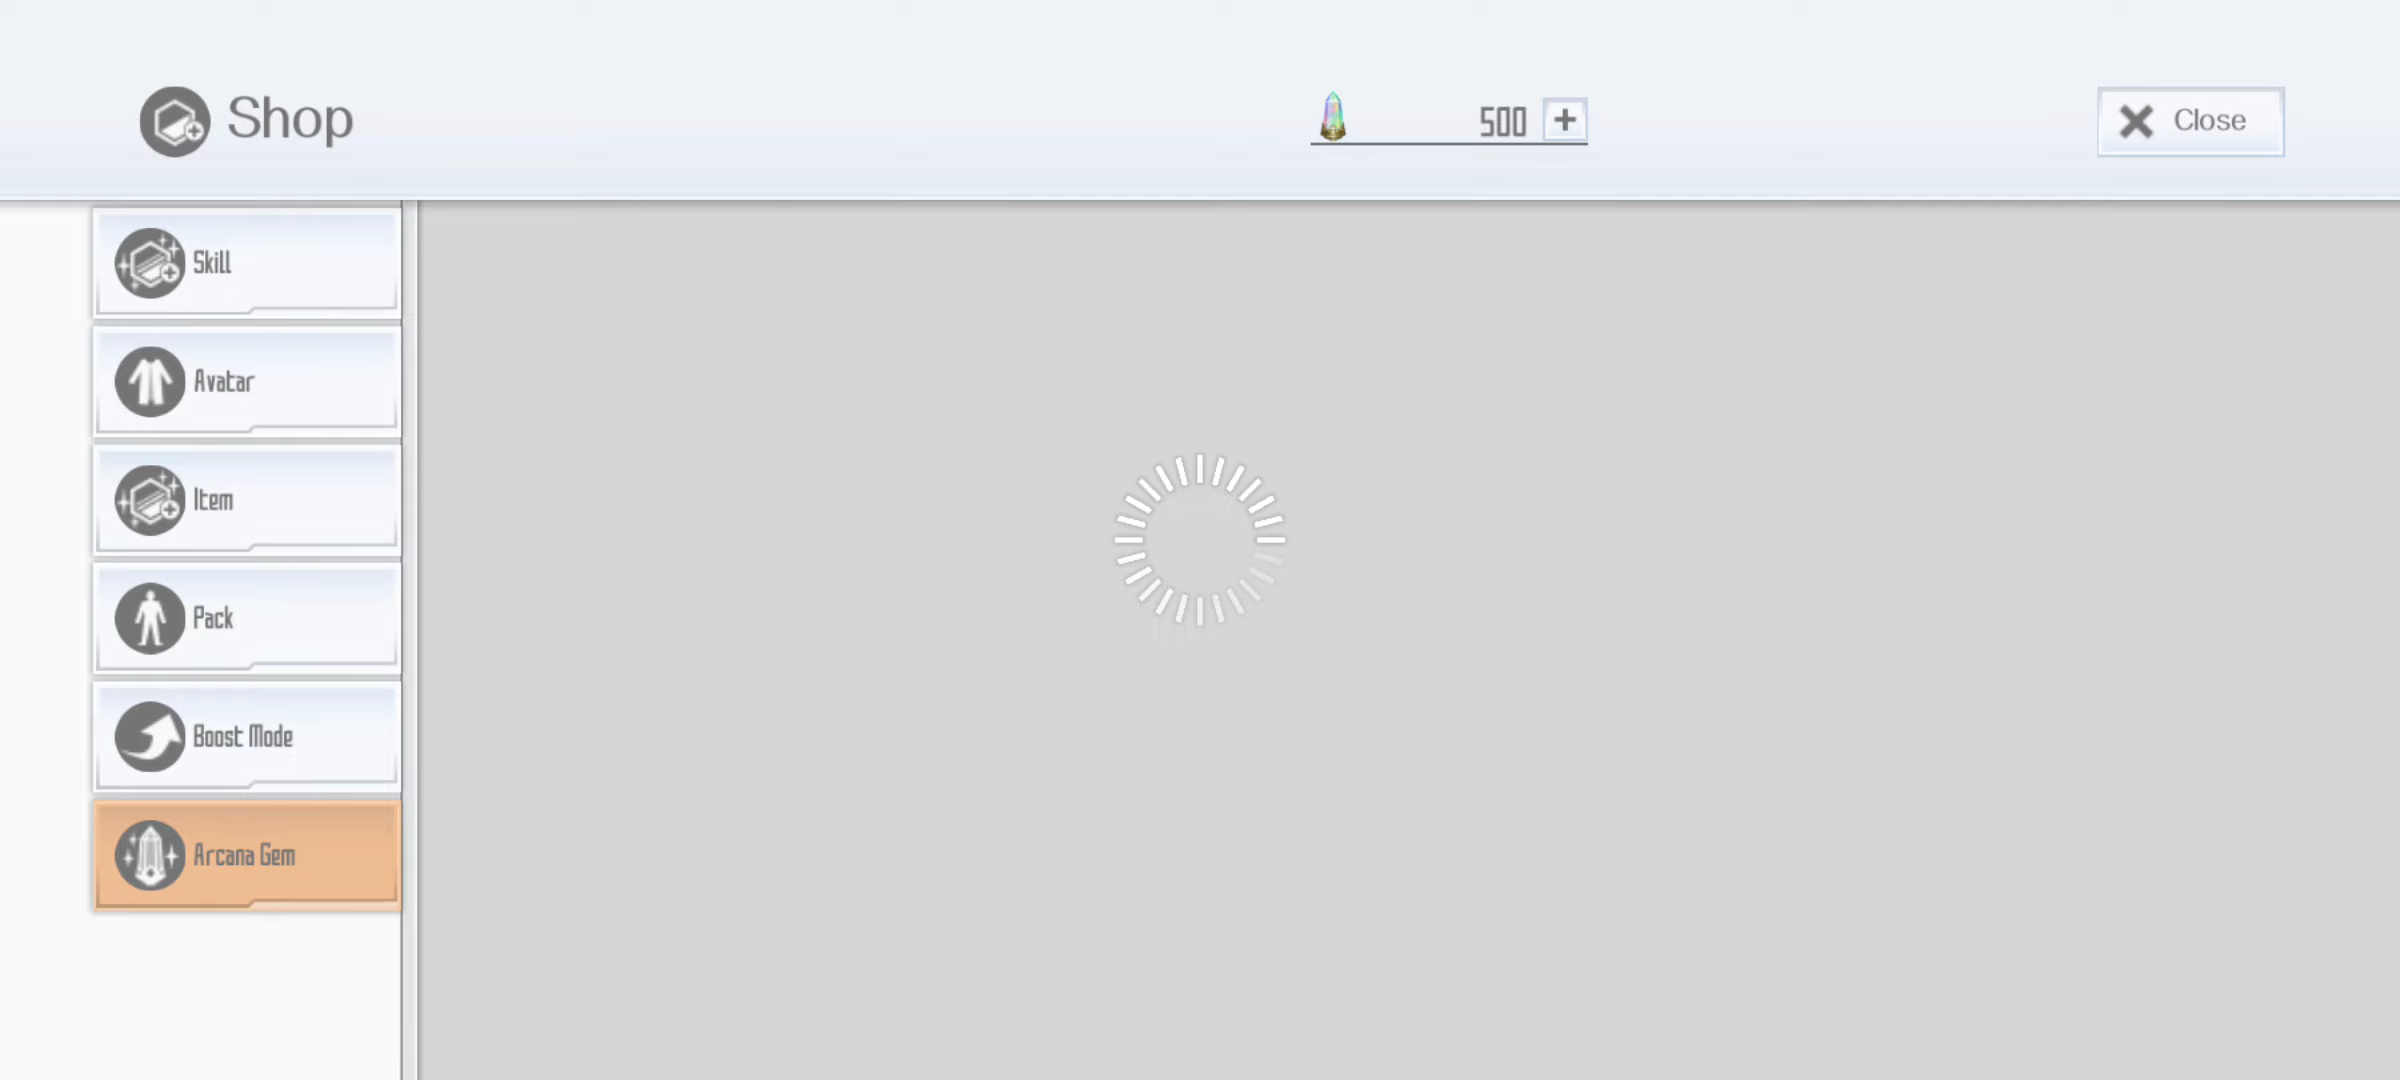 Shop
500
Close
Skill
Avatar
Item
Pack
Boost Mode
Arcana Gem